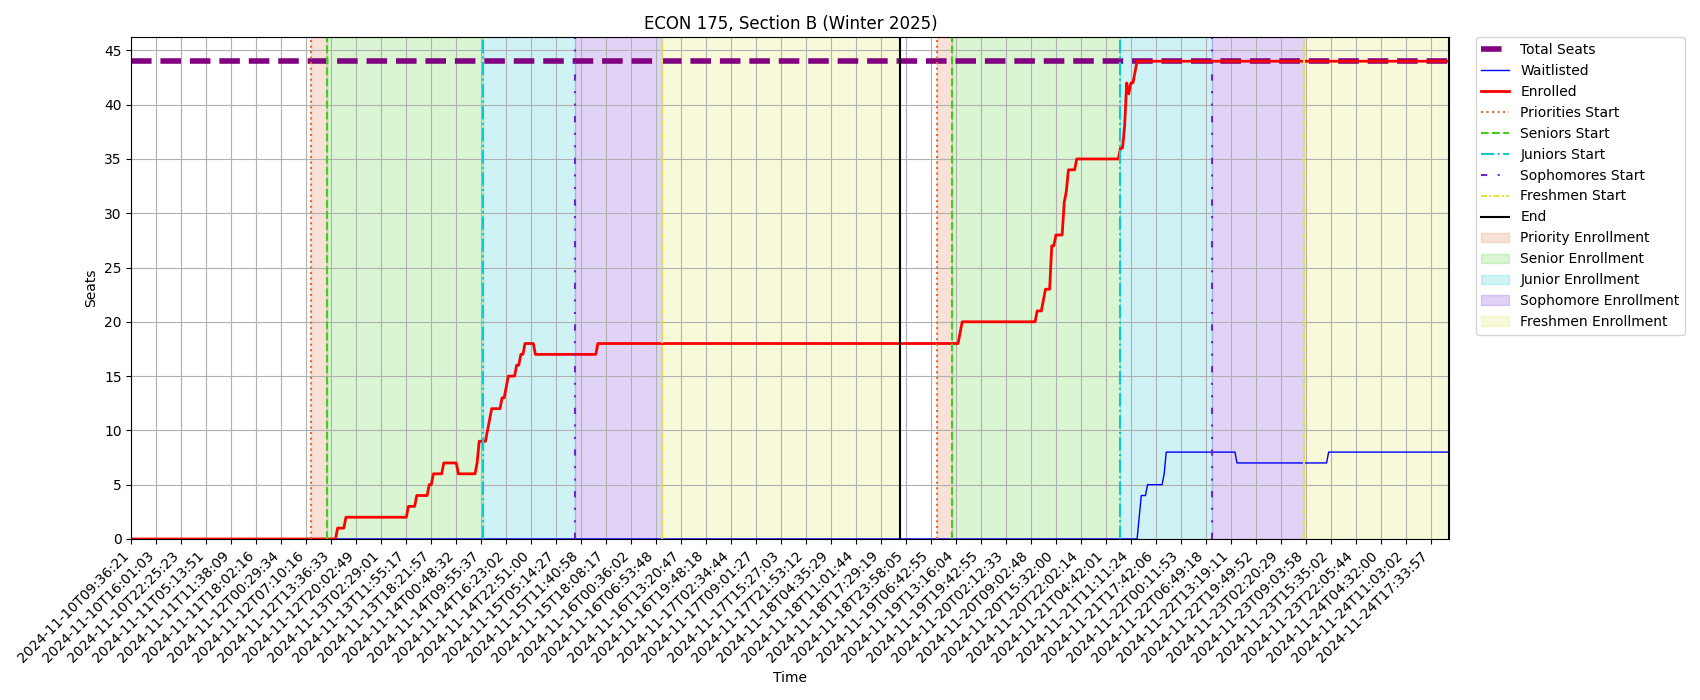 ECON 175, Section B (Winter 2025)
Total Seats
Waitlisted
Enrolled
Priorities Start
Seniors Start
Juniors Start
Sophomores Start
Freshmen Start
End
Priority Enrollment
Senior Enrollment
Junior Enrollment
Sophomore Enrollment
Freshmen Enrollment
Seats
45
40
35
30
25
20
15
10
5
0
2024-11-10T09:36:21
2024-11-10T16:01:03
2024-11-10T22:25:23
2024-11-11T05:13:51
2024-11-11T11:38:09
2024-11-11T18:02:16
2024-11-12T00:29:34
2024-11-12T07:10:16
2024-11-12T13:36:33
2024-11-12T20:02:49
2024-11-13T02:29:01
2024-11-13T11:55:17
2024-11-13T18:21:57
2024-11-14T00:48:32
2024-11-14T09:55:37
2024-11-14T16:23:02
2024-11-14T22:51:00
2024-11-15T05:14:27
2024-11-15T11:40:58
2024-11-15T18:08:17
2024-11-16T00:36:02
2024-11-16T06:53:48
2024-11-16T13:20:47
2024-11-16T19:48:18
2024-11-17T02:34:44
2024-11-17T09:01:27
2024-11-17T15:27:03
2024-11-17T21:53:12
2024-11-18T04:35:29
2024-11-18T11:01:44
2024-11-18T17:29:19
2024-11-18T23:58:05
2024-11-19T06:42:55
2024-11-19T13:16:04
2024-11-19T19:42:55
2024-11-20T02:12:33
2024-11-20T09:02:48
2024-11-20T15:32:00
2024-11-20T22:02:14
2024-11-21T04:42:01
2024-11-21T11:11:24
2024-11-21T17:42:06
2024-11-22T00:11:53
2024-11-22T06:49:18
2024-11-22T13:19:11
2024-11-22T19:49:52
2024-11-23T02:20:29
2024-11-23T09:03:58
2024-11-23T15:35:02
2024-11-23T22:05:44
2024-11-24T04:32:00
2024-11-24T11:03:02
2024-11-24T17:33:57
Time